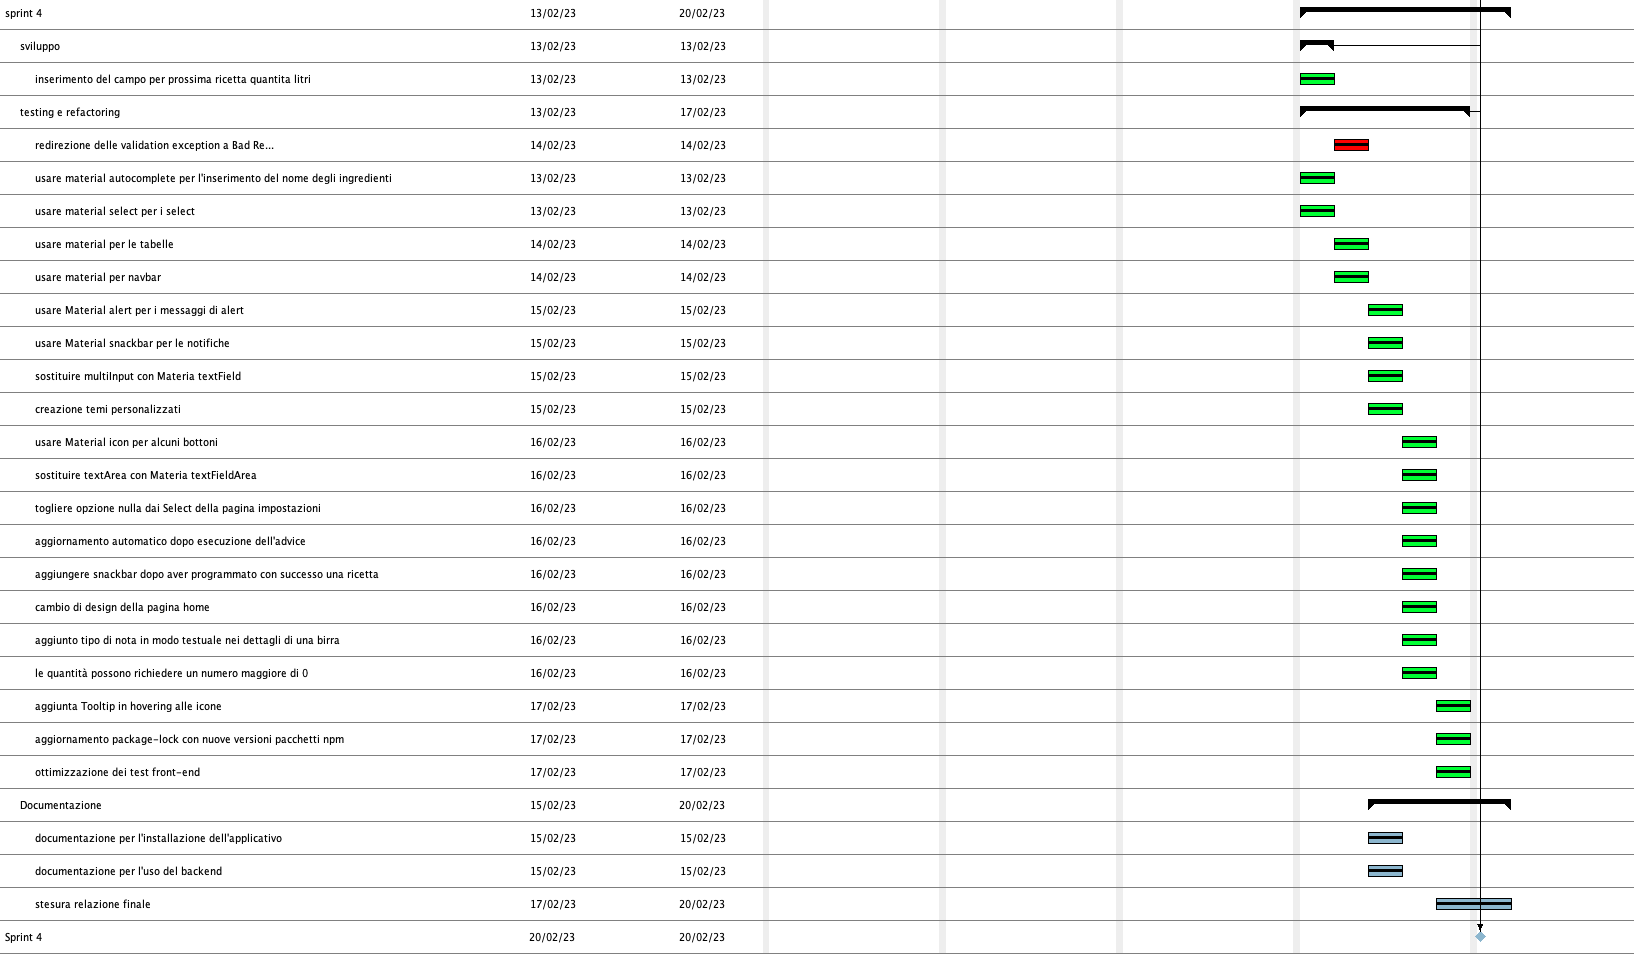 sprint 4 13/02/23 20/02/23
sviluppo 13/02/23 13/02/23
inserimento del campo per prossima ricetta quantita litri 13/02/23 13/02/23
testing e refactoring 13/02/23 17/02/23
redirezione delle validation exception a Bad Re... 14/02/23 14/02/23
usare material autocomplete per l'inserimento del nome degli ingredienti 13/02/23 13/02/23
usare material select per i select 13/02/23 13/02/23
usare material per le tabelle 14/02/23 14/02/23
usare material per navbar 14/02/23 14/02/23
usare Material alert per i messaggi di alert 15/02/23 15/02/23
usare Material snackbar per le notifiche 15/02/23 15/02/23
sostituire multiInput con Materia textField 15/02/23 15/02/23
creazione temi personalizzati 15/02/23 15/02/23
usare Material icon per alcuni bottoni 16/02/23 16/02/23
sostituire textArea con Materia textFieldArea 16/02/23 16/02/23
togliere opzione nulla dai Select della pagina impostazioni 16/02/23 16/02/23
aggiornamento automatico dopo esecuzione dell'advice 16/02/23 16/02/23
aggiungere snackbar dopo aver programmato con successo una ricetta 16/02/23 16/02/23
cambio di design della pagina home 16/02/23 16/02/23
aggiunto tipo di nota in modo testuale nei dettagli di una birra 16/02/23 16/02/23
le quantità possono richiedere un numero maggiore di 0 16/02/23 16/02/23
aggiunta Tooltip in hovering alle icone 17/02/23 17/02/23
aggiornamento package-lock con nuove versioni pacchetti npm 17/02/23 17/02/23
ottimizzazione dei test front-end 17/02/23 17/02/23
Documentazione 15/02/23 20/02/23
documentazione per l'installazione dell'applicativo 15/02/23 15/02/23
documentazione per l'uso del backend 15/02/23 15/02/23
stesura relazione finale 17/02/23 20/02/23
Sprint 4 20/02/23 20/02/23